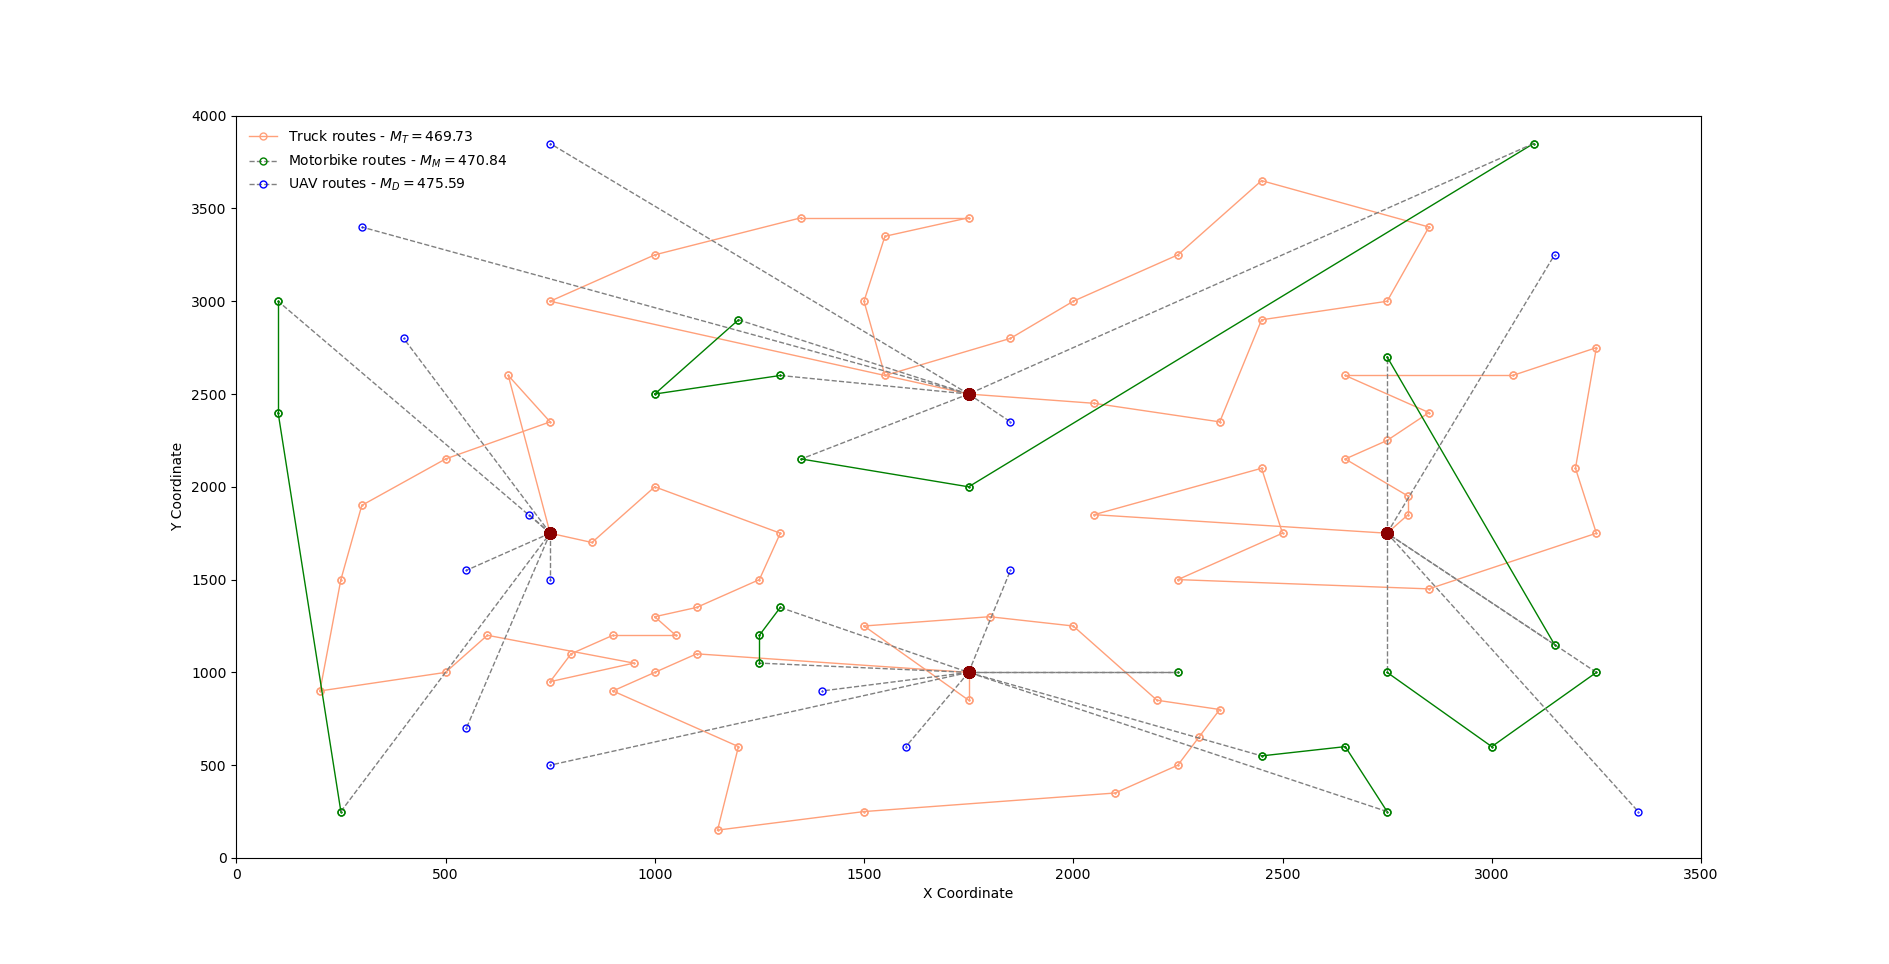 4000
3500
3000
2500
2000
1500
1000
500
0
Y Coordinate
Truck routes - M_T = 469.73
Motorbike routes - M_M = 470.84
UAV routes - M_D = 475.59
0 500 1000 1500 2000 2500 3000 3500
X Coordinate